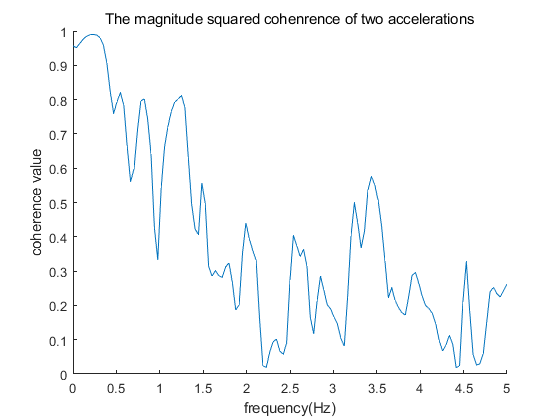 The magnitude squared cohenrence of two accelerations
1
0.9
0.8
0.7
0.6
0.5
0.4
0.3
0.2
0.1
0
coherence value
0 0.5 1 1.5 2 2.5 3 3.5 4 4.5 5
frequency(Hz)